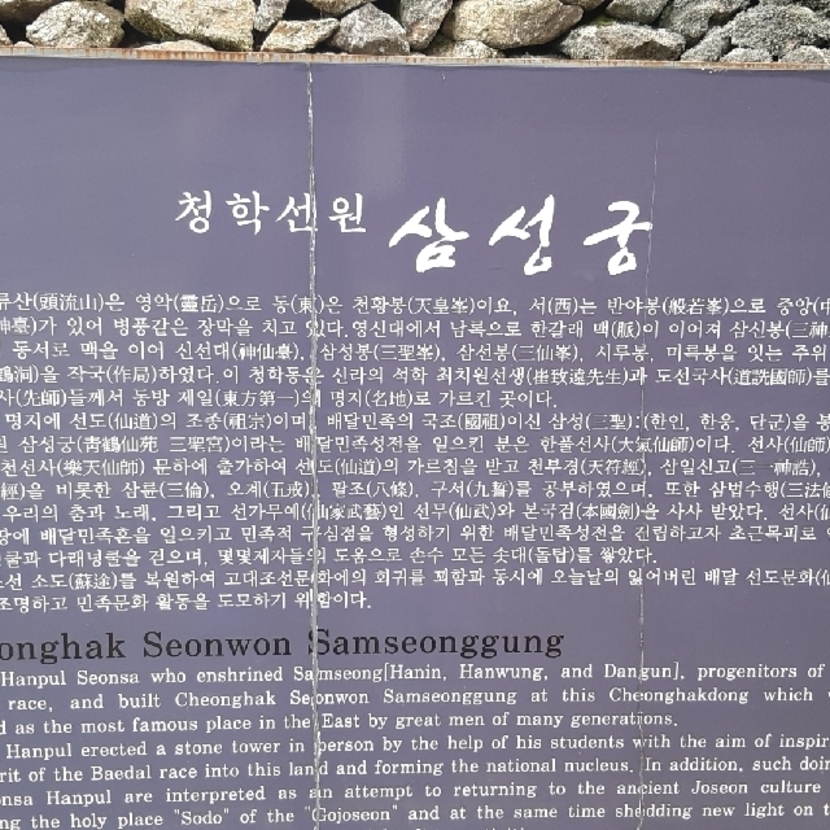 청학선원 삼성궁
류산(頭流山)은 영악(靈岳)으로 동(東)은 천황봉(天皇峯)이요, 서(西)는 반야봉(般若峯)으로 중앙(中
神臺)가 있어 병풍같은 장막을 치고 있다.영신대에서 남록으로 한갈래 맥(脈)이 이어져 삼신봉(三神
동서로 맥을 이어 신선대(神仙臺), 삼성봉(三聖峯), 삼선봉(三仙峯), 시루봉, 미륵봉을 잇는 주위
鶴洞)을 작국(作局)하였다.이 청학동은 신라의 석학 최치원선생(崔致遠先生)과 도선국사(道詵國師)를
사(先師)들께서 동방 제일(東方第一)의 명지(名地)로 가르킨 곳이다.
명지에 선도(仙道)의 조종(祖宗)이며, 배달민족의 국조(國祖)이신 삼성(三聖):(한인, 한웅, 단군)을 봉
원 삼성궁(靑鶴仙苑 三聖宮)이라는 배달민족성전을 일으킨 분은 한풀선사(大氣仙師)이다. 선사(仙師)
천선사(樂天仙師) 문하에 출가하여 선도(仙道)의 가르침을 받고 천부경(天符經), 삼일신고(三一神誥),
經)을 비롯한 삼륜(三倫), 오계(五戒), 팔조(八條), 구서(九誓)를 공부하였으며, 또한 삼법수행(三法修
우리의 춤과 노래, 그리고 선가무예(仙家武藝)인 선무(仙武)와 본국검(本國劍)을 사사 받았다. 선사(仙
땅에 배달민족혼을 일으키고 민족적 구심점을 형성하기 위한 배달민족성전을 건립하고자 초근목피로
넝쿨과 다래넝쿨을 걷으며, 몇몇제자들의 도움으로 손수 모든 솟대(돌탑)를 쌓았다.
선 소도(蘇途)를 복원하여 고대조선문화에의 회귀를 꾀함과 동시에 오늘날의 잃어버린 배달 선도문화(仙
조명하고 민족문화 활동을 도모하기 위함이다.
onghak Seonwon Samseonggung
Hanpul Seonsa who enshrined Samseong[Hanin, Hanwung, and Dangun], progenitors of
race, and built Cheonghak Seonwon Samseonggung at this Cheonghakdong which w
d as the most famous place in the East by great men of many generations.
Hanpul erected a stone tower in person by the help of his students with the aim of inspir
rit of the Baedal race into this land and forming the national nucleus. In addition, such doin
onsa Hanpul are interpreted as an attempt to returning to the ancient Joseon culture
ng the holy place "Sodo" of the "Gojoseon" and at the same time shedding new light on t